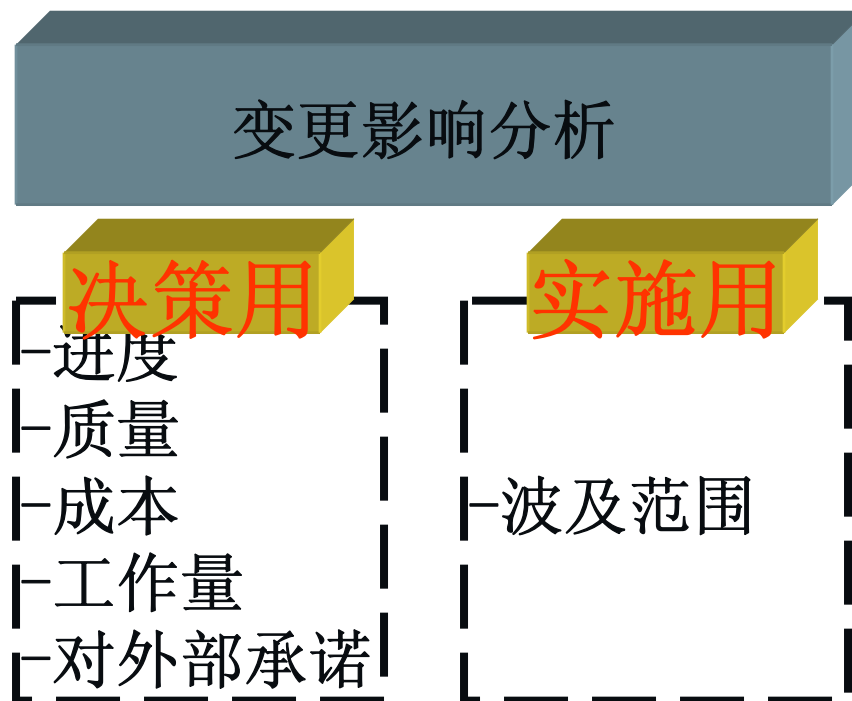 变更影响分析
决策用
–进度
–质量
–成本
–工作量
–对外部承诺
实施用
–波及范围